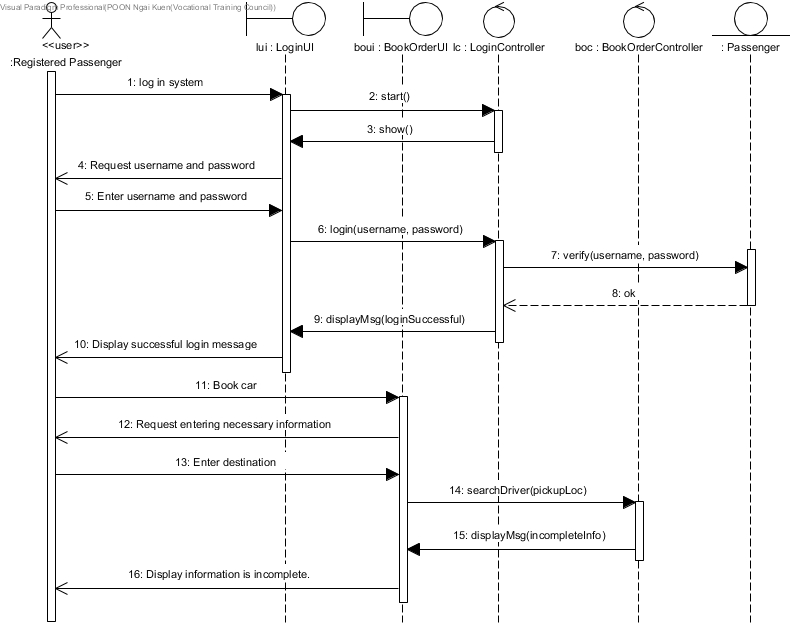 Visual Paradigm Professional(POON Ngai Kuen(Vocational Training Council))
<<user>>
:Registered Passenger
lui : LoginUI
boui : BookOrderUI
lc : LoginController
boc : BookOrderController
: Passenger
1: log in system
2: start()
3: show()
4: Request username and password
5: Enter username and password
6: login(username, password)
7: verify(username, password)
8: ok
9: displayMsg(loginSuccessful)
10: Display successful login message
11: Book car
12: Request entering necessary information
13: Enter destination
14: searchDriver(pickupLoc)
15: displayMsg(incompleteInfo)
16: Display information is incomplete.